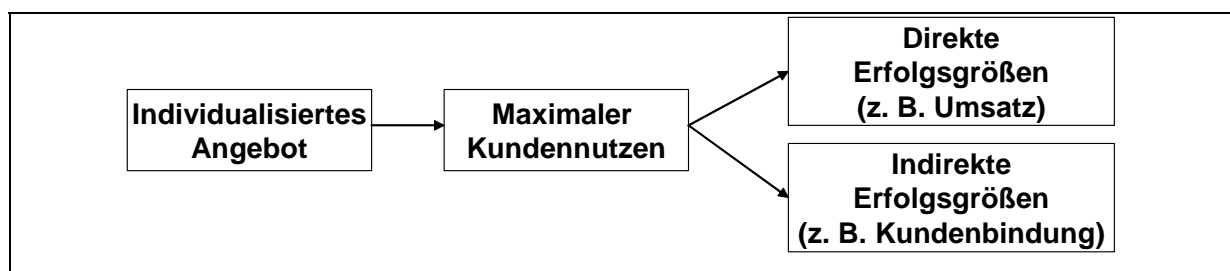 Individualisiertes
Angebot
Maximaler
Kundennutzen
Direkte
Erfolgsgrößen
(z. B. Umsatz)
Indirekte
Erfolgsgrößen
(z. B. Kundenbindung)